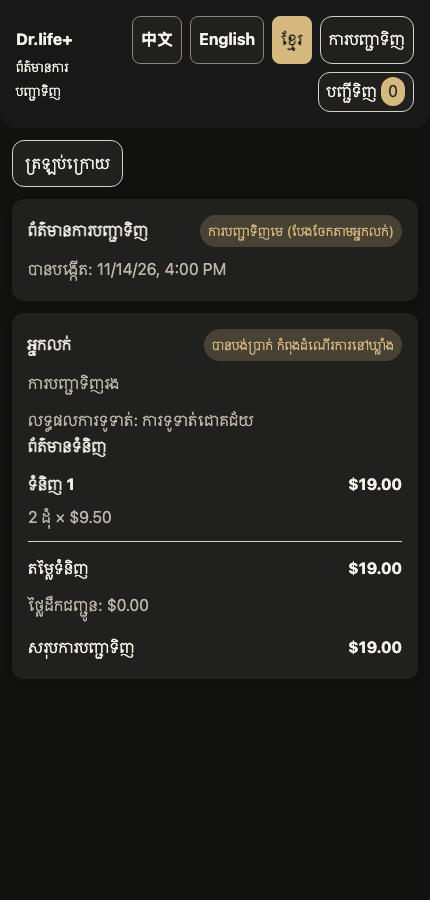 Dr.life+
ព័ត៌មានការ
បញ្ជាទិញ
中文
English
ខ្មែរ
ការបញ្ជាទិញ
បញ្ជីទិញ 0
ត្រឡប់ក្រោយ
ព័ត៌មានការបញ្ជាទិញ
ការបញ្ជាទិញមេ (បែងចែកតាមអ្នកលក់)
បានបង្កើត: 11/14/26, 4:00 PM
អ្នកលក់
បានបង់ប្រាក់ កំពុងដំណើរការនៅឃ្លាំង
ការបញ្ជាទិញរង
លទ្ធផលការទូទាត់: ការទូទាត់ជោគជ័យ
ព័ត៌មានទំនិញ
ទំនិញ 1 $19.00
2 ដុំ × $9.50
តម្លៃទំនិញ $19.00
ថ្លៃដឹកជញ្ជូន: $0.00
សរុបការបញ្ជាទិញ $19.00